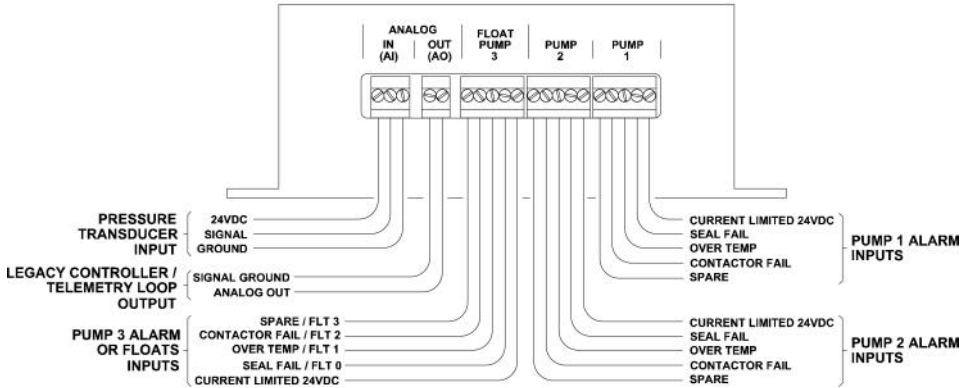 ANALOG
IN
(AI)
OUT
(AO)
FLOAT
PUMP
3
PUMP
2
PUMP
1
PRESSURE
TRANSDUCER
INPUT
24VDC
SIGNAL
GROUND
LEGACY CONTROLLER /
TELEMETRY LOOP
OUTPUT
SIGNAL GROUND
ANALOG OUT
PUMP 3 ALARM
OR FLOATS
INPUTS
SPARE / FLT 3
CONTACTOR FAIL / FLT 2
OVER TEMP / FLT 1
SEAL FAIL / FLT 0
CURRENT LIMITED 24VDC
CURRENT LIMITED 24VDC
SEAL FAIL
OVER TEMP
CONTACTOR FAIL
SPARE
PUMP 1 ALARM
INPUTS
CURRENT LIMITED 24VDC
SEAL FAIL
OVER TEMP
CONTACTOR FAIL
SPARE
PUMP 2 ALARM
INPUTS